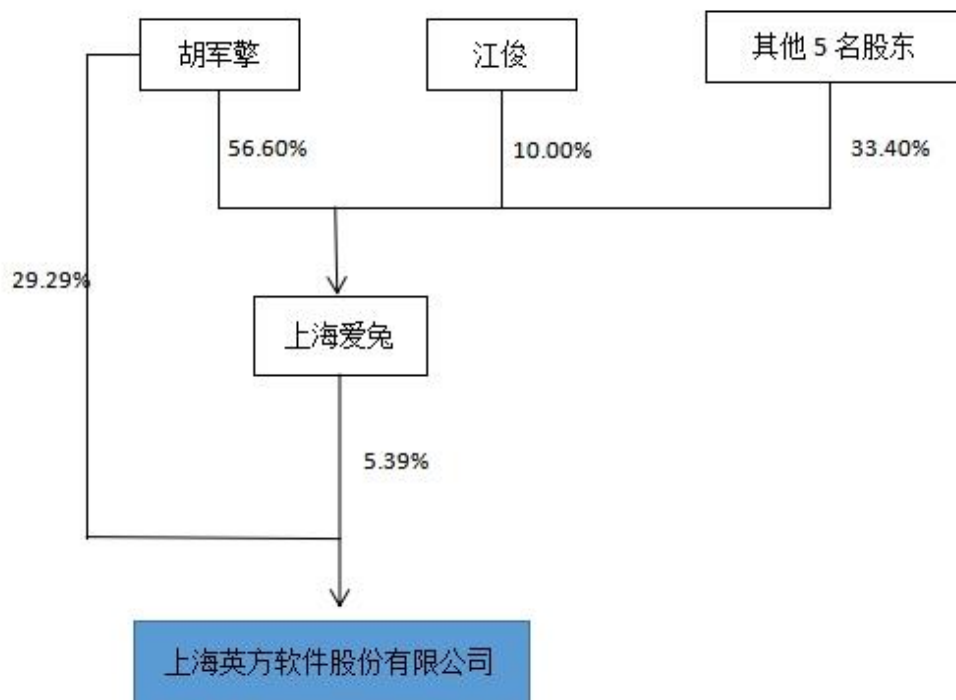 胡军擎
江俊
其他 5 名股东
56.60%
10.00%
33.40%
29.29%
上海爱兔
5.39%
上海英方软件股份有限公司